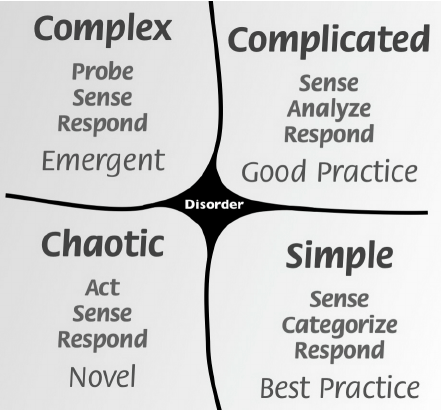 Complex
Probe
Sense
Respond
Emergent
Complicated
Sense
Analyze
Respond
Good Practice
Disorder
Chaotic
Act
Sense
Respond
Novel
Simple
Sense
Categorize
Respond
Best Practice